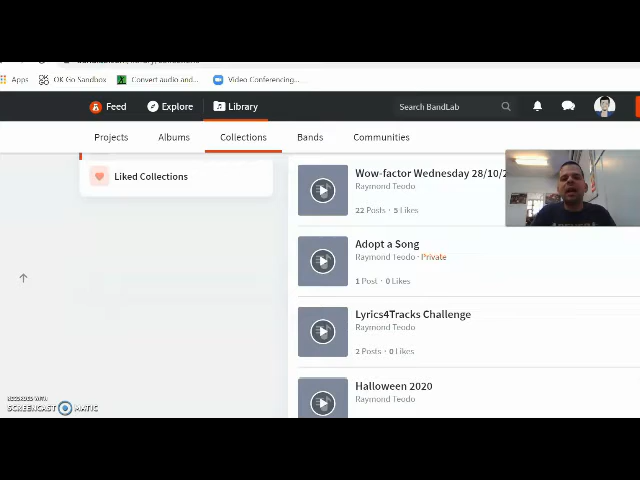 Apps
OK Go Sandbox
Convert audio and...
Video Conferencing...
Feed
Explore
Library
Search BandLab
Projects
Albums
Collections
Bands
Communities
Liked Collections
Wow-factor Wednesday 28/10/2
Raymond Teodo
22 Posts · 5 Likes
Adopt a Song
Raymond Teodo · Private
1 Post · 0 Likes
Lyrics4Tracks Challenge
Raymond Teodo
2 Posts · 0 Likes
Halloween 2020
Raymond Teodo
RECORDED WITH
SCREENCAST MATIC